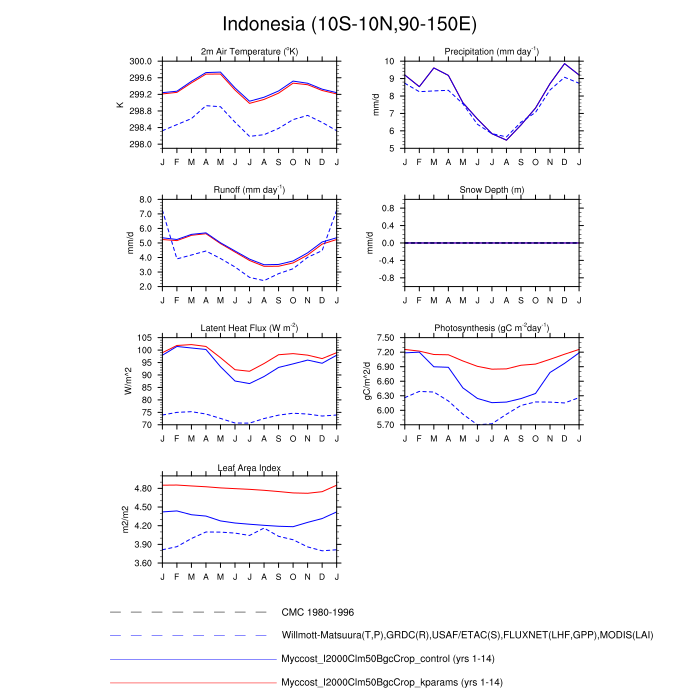 Indonesia (10S-10N,90-150E)
2m Air Temperature (°K)
300.0
299.6
299.2
298.8
298.4
298.0
K
J F M A M J J A S O N D J
Precipitation (mm day-1)
10
9
8
7
6
5
mm/d
J F M A M J J A S O N D J
Runoff (mm day-1)
8.0
7.0
6.0
5.0
4.0
3.0
2.0
mm/d
J F M A M J J A S O N D J
Snow Depth (m)
0.8
0.4
0.0
-0.4
-0.8
mm/d
J F M A M J J A S O N D J
Latent Heat Flux (W m-2)
105
100
95
90
85
80
75
70
W/m^2
J F M A M J J A S O N D J
Photosynthesis (gC m-2day-1)
7.50
7.20
6.90
6.60
6.30
6.00
5.70
gC/m^2/d
J F M A M J J A S O N D J
Leaf Area Index
4.80
4.50
4.20
3.90
3.60
m2/m2
J F M A M J J A S O N D J
CMC 1980-1996
Willmott-Matsuura(T,P),GRDC(R),USAF/ETAC(S),FLUXNET(LHF,GPP),MODIS(LAI)
Myccost_I2000Clm50BgcCrop_control (yrs 1-14)
Myccost_I2000Clm50BgcCrop_kparams (yrs 1-14)